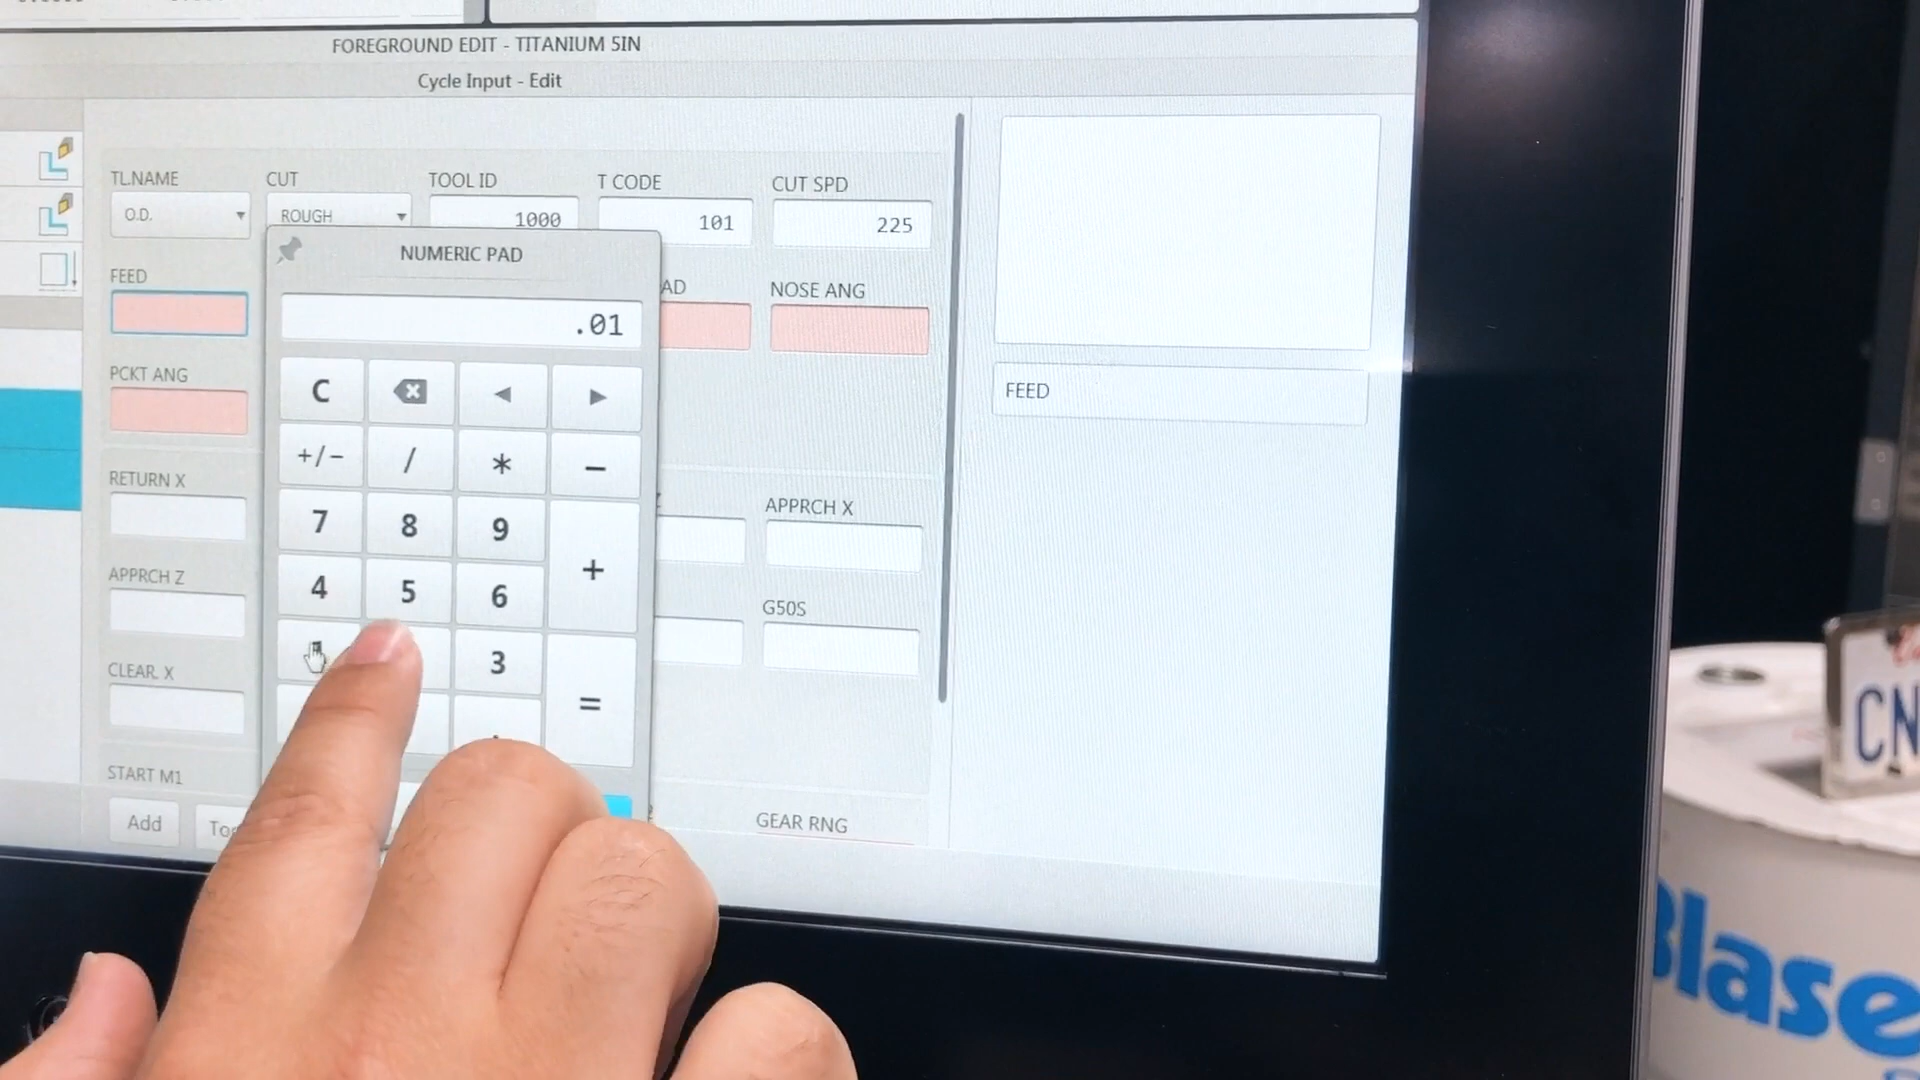 FOREGROUND EDIT - TITANIUM 5IN
Cycle Input - Edit
TL.NAME CUT TOOL ID T CODE CUT SPD
O.D. ROUGH 1000 101 225
NUMERIC PAD
FEED AD NOSE ANG
.01
PCKT ANG
C
FEED
+/- / * -
RETURN X
7 8 9 +
APPRCH X
APPRCH Z
4 5 6
G50S
CLEAR. X
3
=
.
START M1
Add
GEAR RNG
CN
Blase